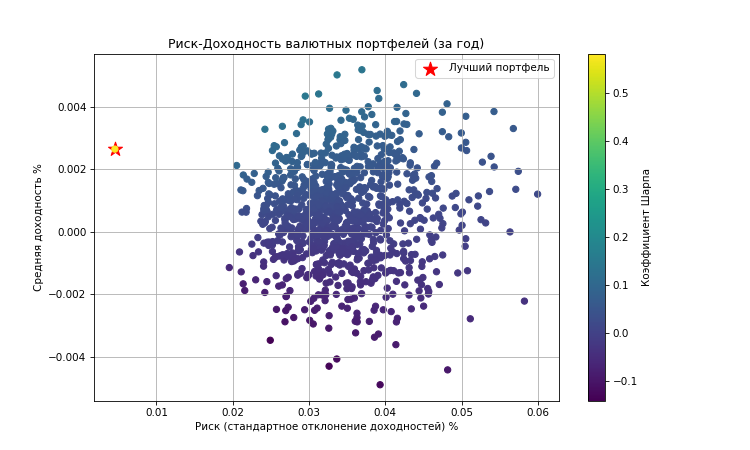 Риск-Доходность валютных портфелей (за год)
Лучший портфель
0.004
0.002
0.000
−0.002
−0.004
Средняя доходность %
0.01 0.02 0.03 0.04 0.05 0.06
Риск (стандартное отклонение доходностей) %
0.5
0.4
0.3
0.2
0.1
0.0
−0.1
Коэффициент Шарпа